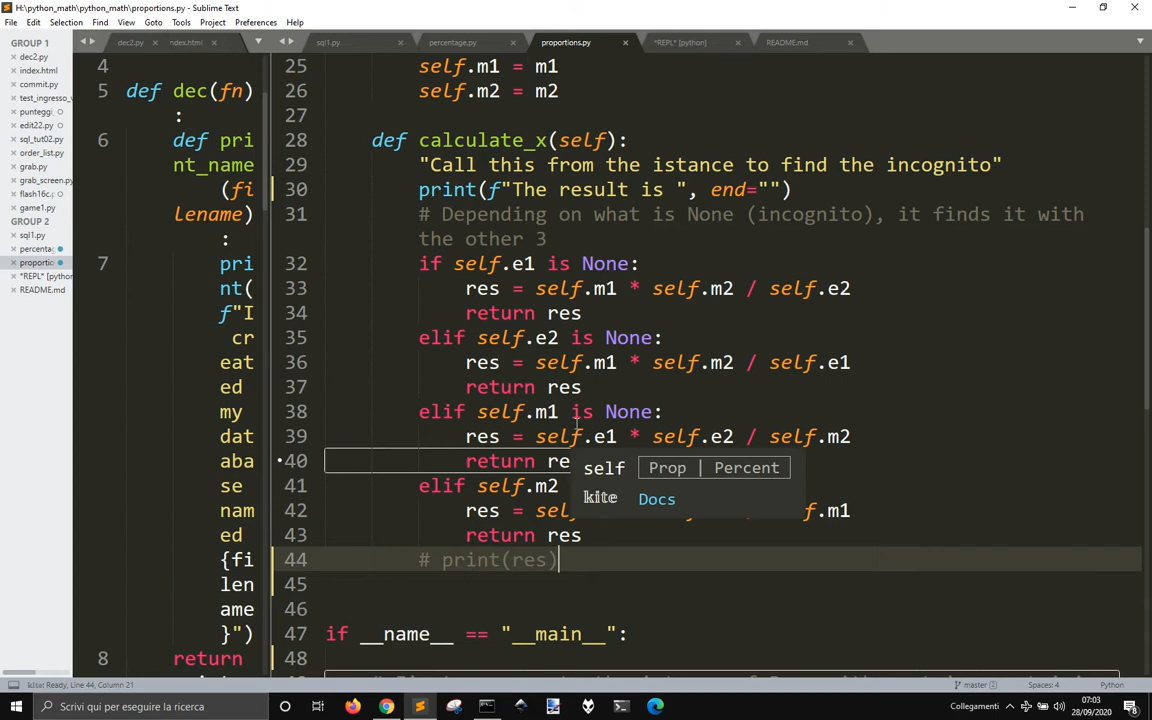 H:\python_math\python_math\proportions.py - Sublime Text
File Edit Selection Find View Goto Tools Project Preferences Help
GROUP 1
dec2.py
index.html
commit.py
test_ingresso_v
punteggi
edit22.py
sql_tut02.py
order_list.py
grab.py
grab_screen.py
flash16c.p
game1.py
GROUP 2
sql1.py
percentag
proportio
*REPL* [python
README.md
dec2.py ndex.html
4
5 def dec(fn)
:
6 def pri
nt_name
(fi
lename)
:
7 pri
nt(
f"I
cr
eat
ed
my
dat
aba
se
nam
ed
{fi
len
ame
}")
8 return
sql1.py percentage.py proportions.py *REPL* [python] README.md
25 self.m1 = m1
26 self.m2 = m2
27
28 def calculate_x(self):
29 "Call this from the istance to find the incognito"
30 print(f"The result is ", end="")
31 # Depending on what is None (incognito), it finds it with
the other 3
32 if self.e1 is None:
33 res = self.m1 * self.m2 / self.e2
34 return res
35 elif self.e2 is None:
36 res = self.m1 * self.m2 / self.e1
37 return res
38 elif self.m1 is None:
39 res = self.e1 * self.e2 / self.m2
40 return re
self Prop | Percent
kite Docs
41 elif self.m2
42 res = se f.m1
43 return res
44 # print(res)
45
46
47 if __name__ == "__main__":
48
kite: Ready, Line 44, Column 21 master Spaces: 4 Python
Scrivi qui per eseguire la ricerca
Collegamenti
07:03
28/09/2020